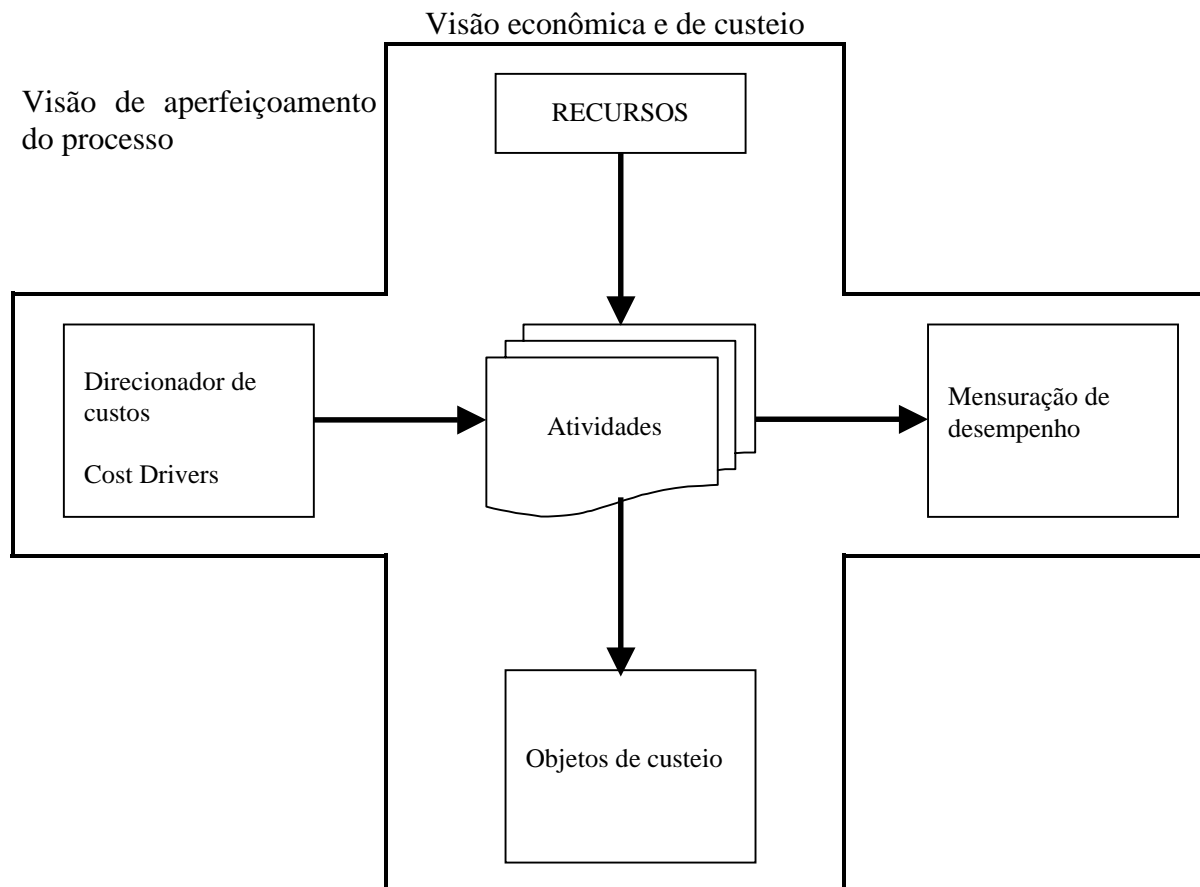 Visão econômica e de custeio
Visão de aperfeiçoamento
do processo
RECURSOS
Direcionador de
custos
Cost Drivers
Atividades
Mensuração de
desempenho
Objetos de custeio